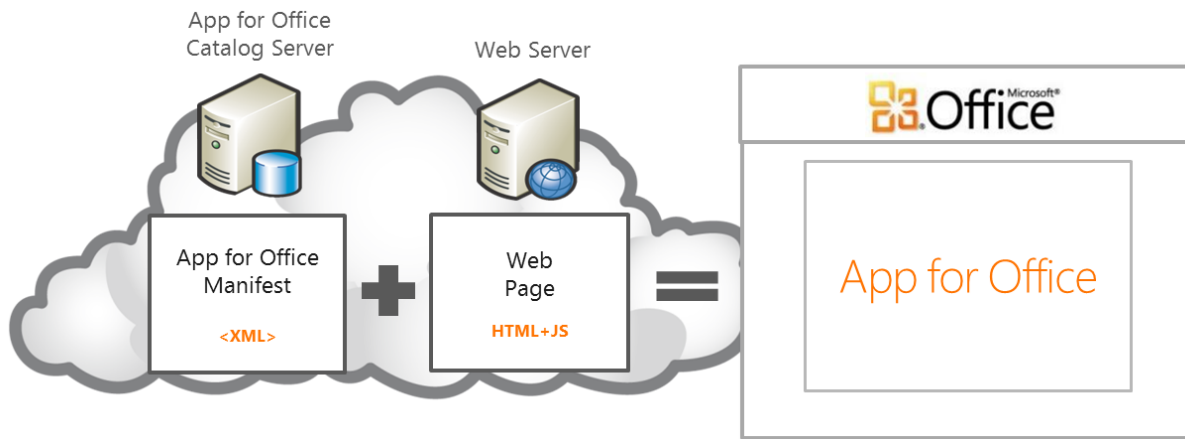 App for Office
Catalog Server
Web Server
Microsoft®
Office
App for Office
Manifest
<XML>
+
Web
Page
HTML+JS
=
App for Office